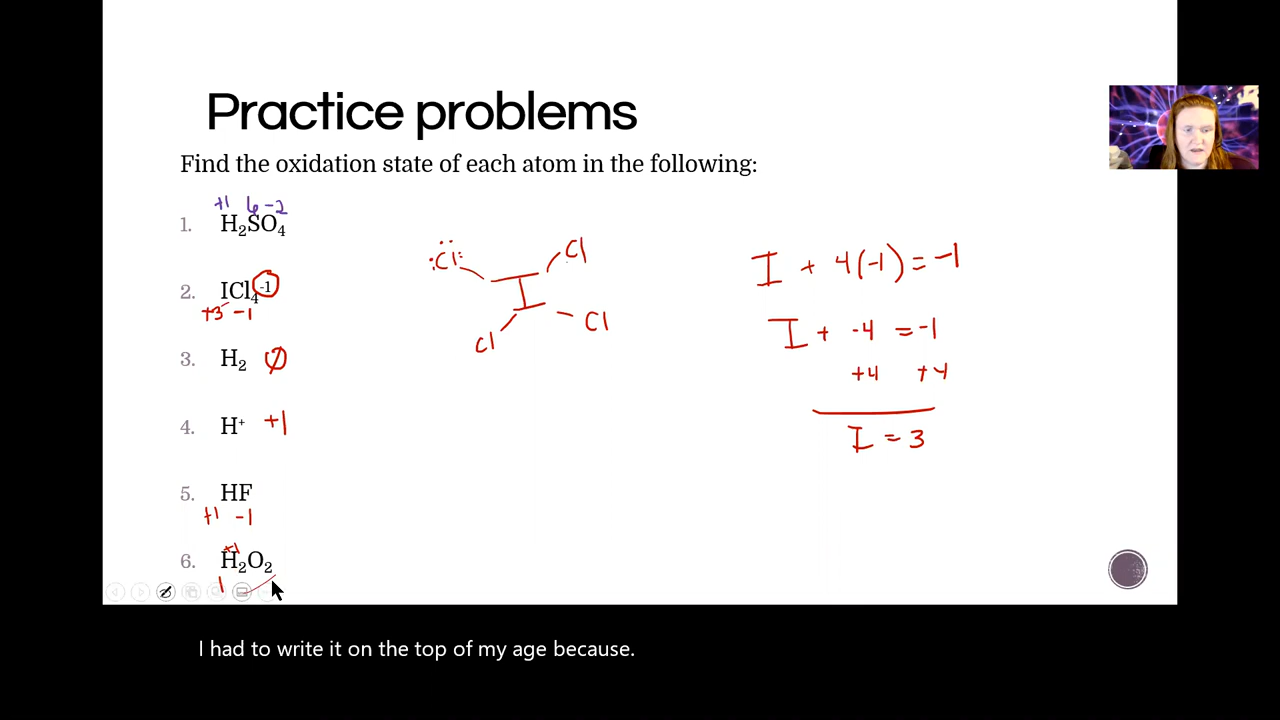 Practice problems
Find the oxidation state of each atom in the following:
+1 6 -2
1. H₂SO₄
2. ICl₄⁻¹
+3 -1
3. H₂ 0
4. H⁺ +1
5. HF
+1 -1
+1
6. H₂O₂
1
:Cl: Cl
I
Cl Cl
I + 4(-1) = -1
I + -4 = -1
+4 +4
I = 3
I had to write it on the top of my age because.